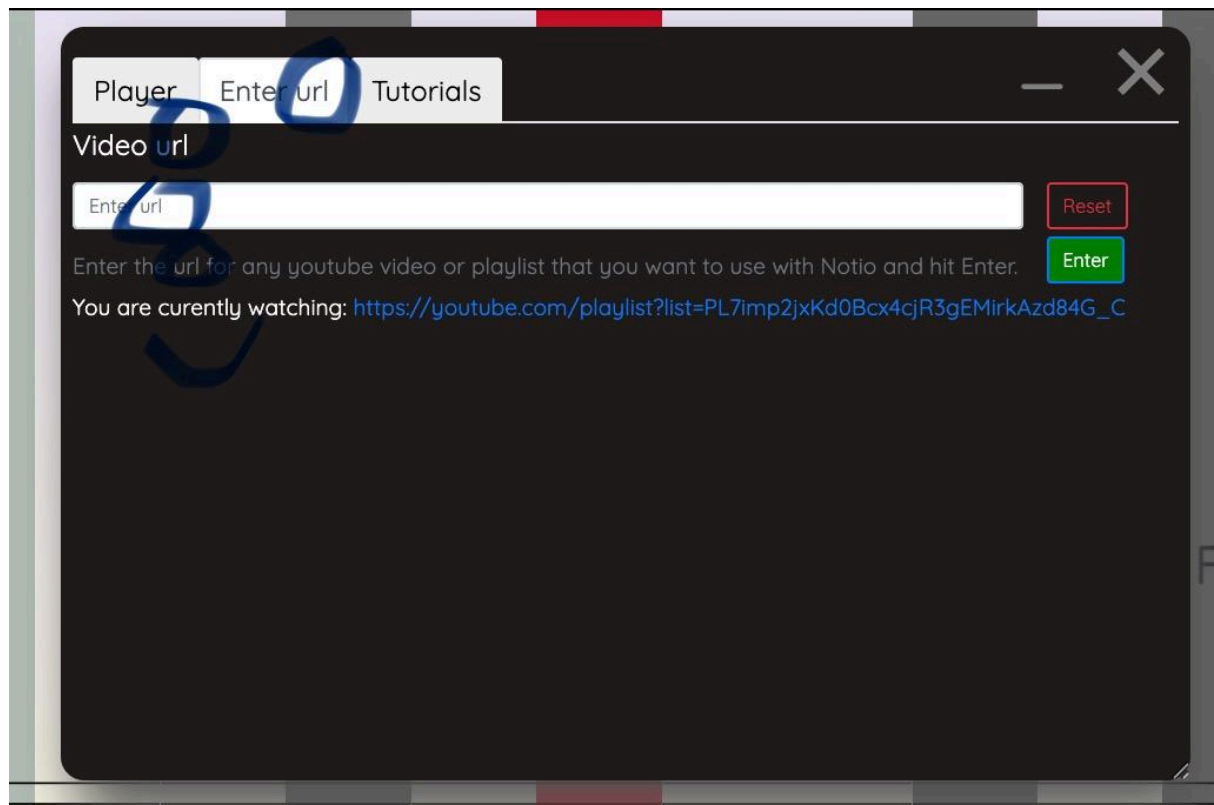 Player Enter url Tutorials
Video url
Enter url Reset
Enter the url for any youtube video or playlist that you want to use with Notio and hit Enter. Enter
You are curently watching: https://youtube.com/playlist?list=PL7imp2jxKd0Bcx4cjR3gEMirkAzd84G_C
F